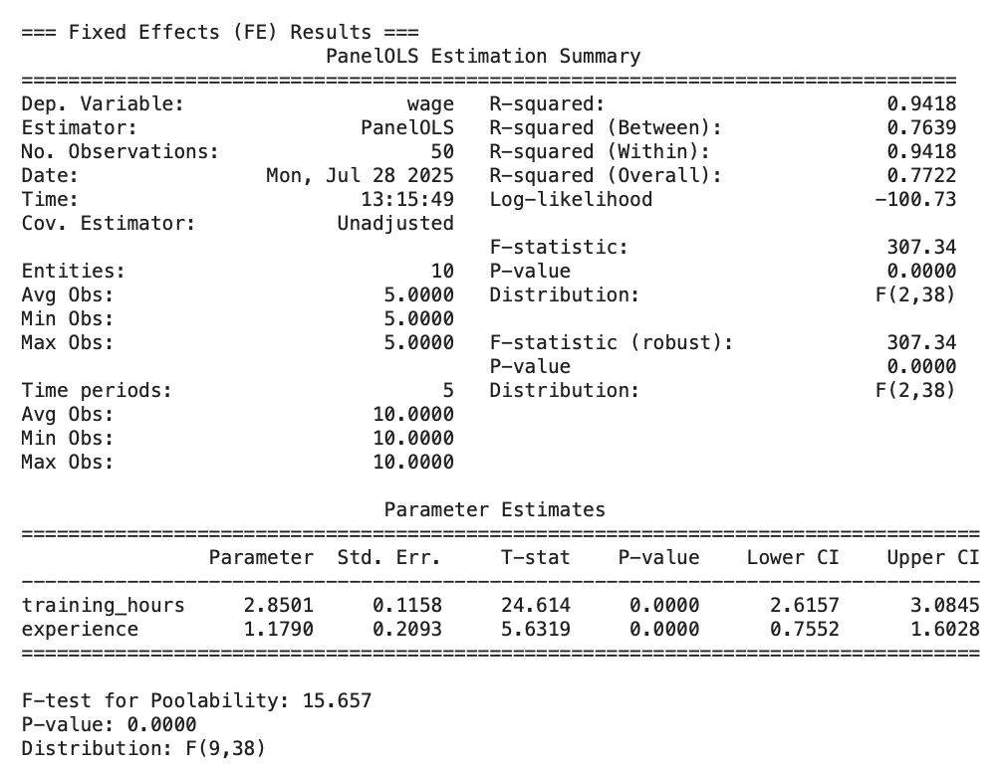 === Fixed Effects (FE) Results ===
                          PanelOLS Estimation Summary
================================================================================
Dep. Variable:                   wage   R-squared:                        0.9418
Estimator:                   PanelOLS   R-squared (Between):              0.7639
No. Observations:                  50   R-squared (Within):               0.9418
Date:                Mon, Jul 28 2025   R-squared (Overall):              0.7722
Time:                        13:15:49   Log-likelihood                   -100.73
Cov. Estimator:            Unadjusted
                                        F-statistic:                      307.34
Entities:                          10   P-value                           0.0000
Avg Obs:                       5.0000   Distribution:                    F(2,38)
Min Obs:                       5.0000
Max Obs:                       5.0000   F-statistic (robust):             307.34
                                        P-value                           0.0000
Time periods:                       5   Distribution:                    F(2,38)
Avg Obs:                      10.0000
Min Obs:                      10.0000
Max Obs:                      10.0000

                               Parameter Estimates
==================================================================================
                Parameter  Std. Err.     T-stat    P-value    Lower CI    Upper CI
----------------------------------------------------------------------------------
training_hours     2.8501     0.1158     24.614     0.0000      2.6157      3.0845
experience         1.1790     0.2093     5.6319     0.0000      0.7552      1.6028
==================================================================================

F-test for Poolability: 15.657
P-value: 0.0000
Distribution: F(9,38)